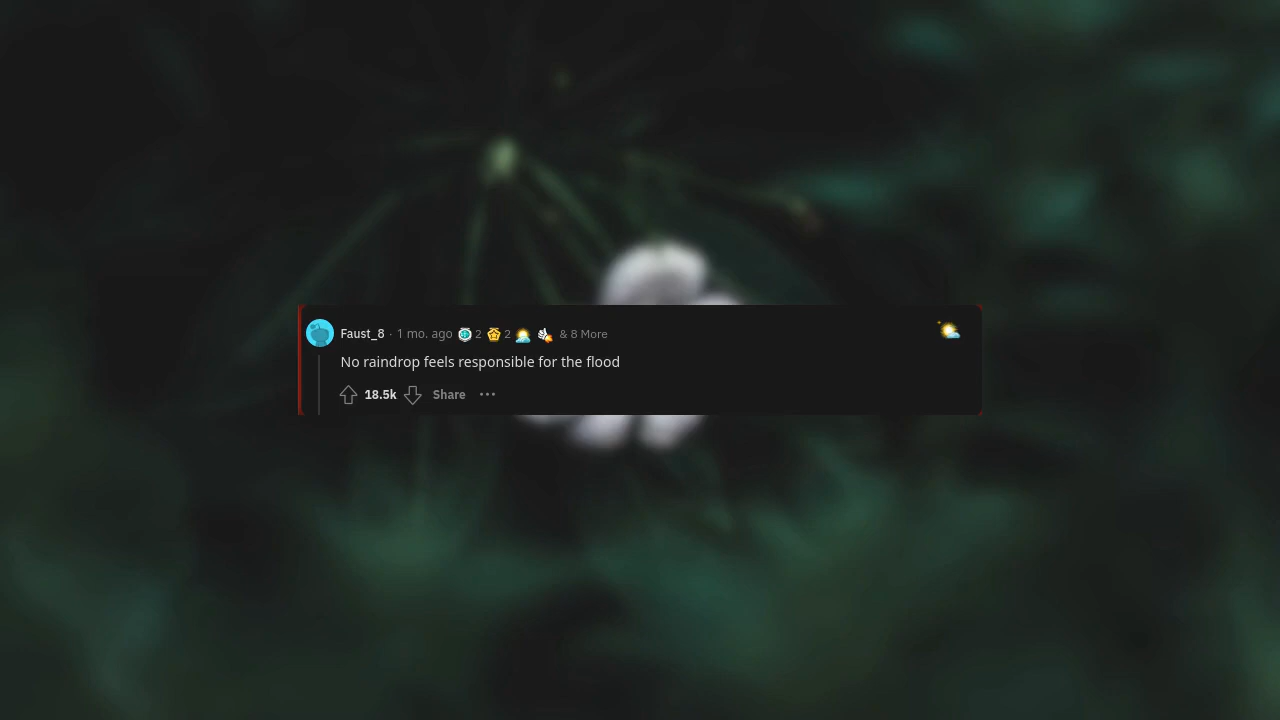 Faust_8 · 1 mo. ago 2 2 & 8 More
No raindrop feels responsible for the flood
18.5k Share ···